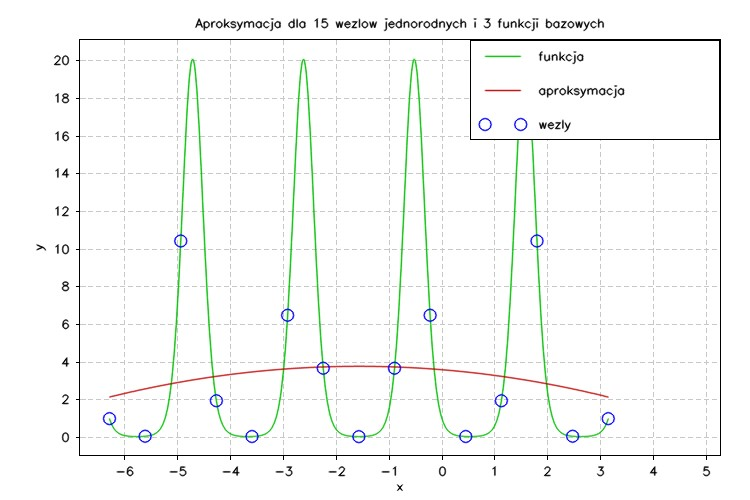 Aproksymacja dla 15 wezlow jednorodnych i 3 funkcji bazowych
funkcja
aproksymacja
wezly
20
18
16
14
12
10
8
6
4
2
0
y
-6 -5 -4 -3 -2 -1 0 1 2 3 4 5
x